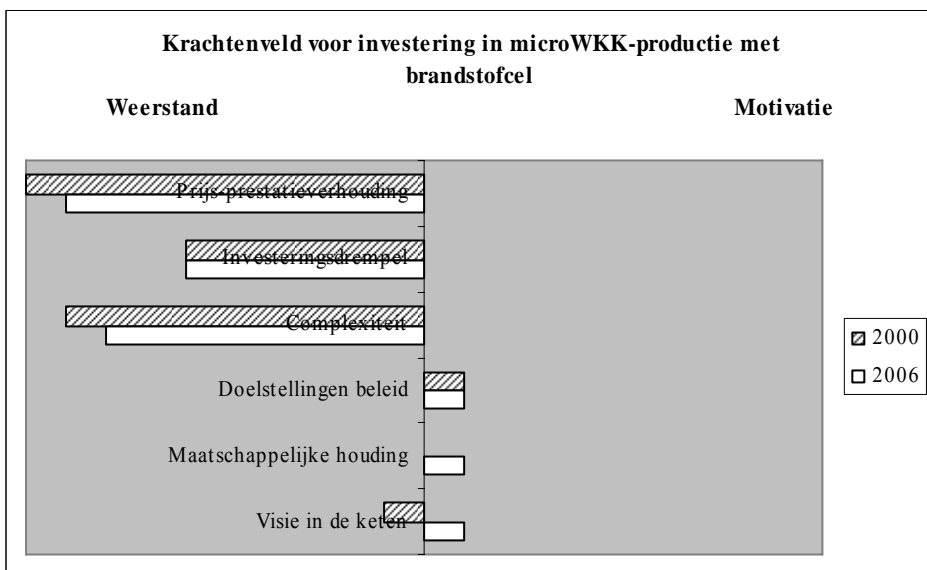 Krachtenveld voor investering in microWKK-productie met
brandstofcel
Weerstand Motivatie
Prijs-prestatieverhouding
Investeringsdrempel
Complexiteit
Doelstellingen beleid
Maatschappelijke houding
Visie in de keten
2000
2006